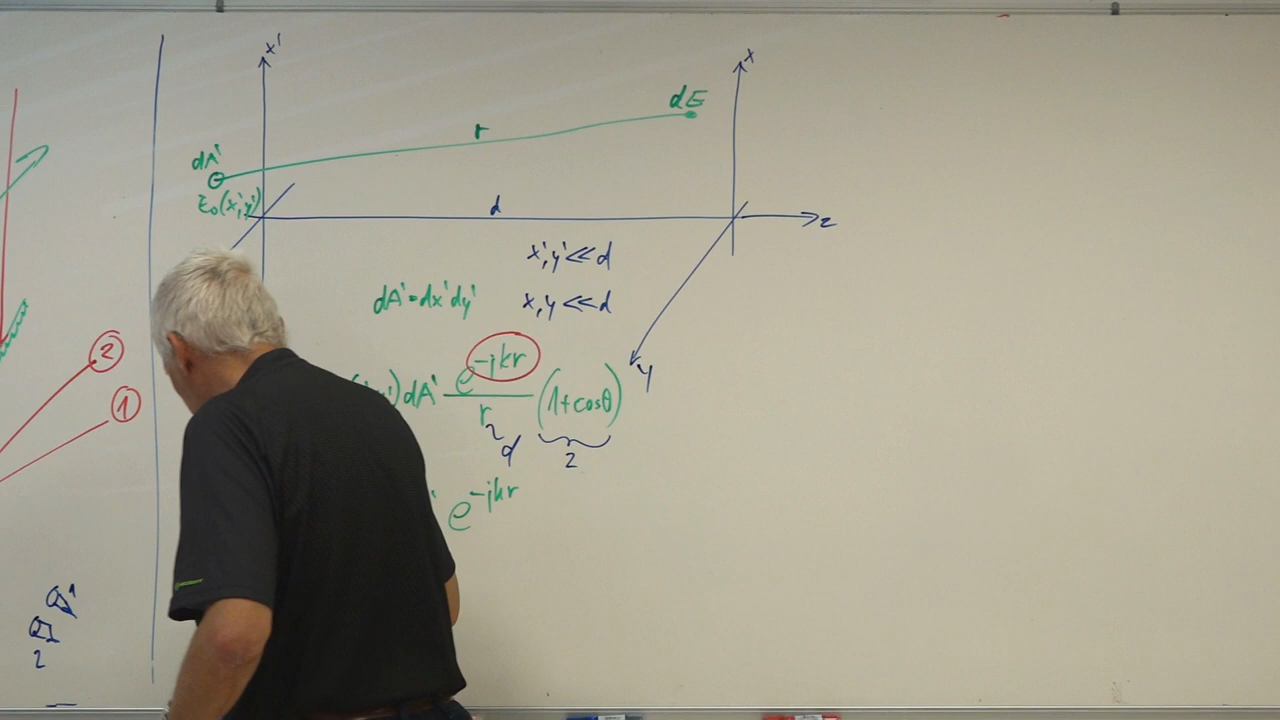 x'
x
dE
r
dA'
E₀(x',y')
d
z
x',y' << d
dA' = dx'dy'
x,y << d
y
②
y')dA' e^-jkr / r (1+cosθ)
≈ d
2
①
e^-jkr
2